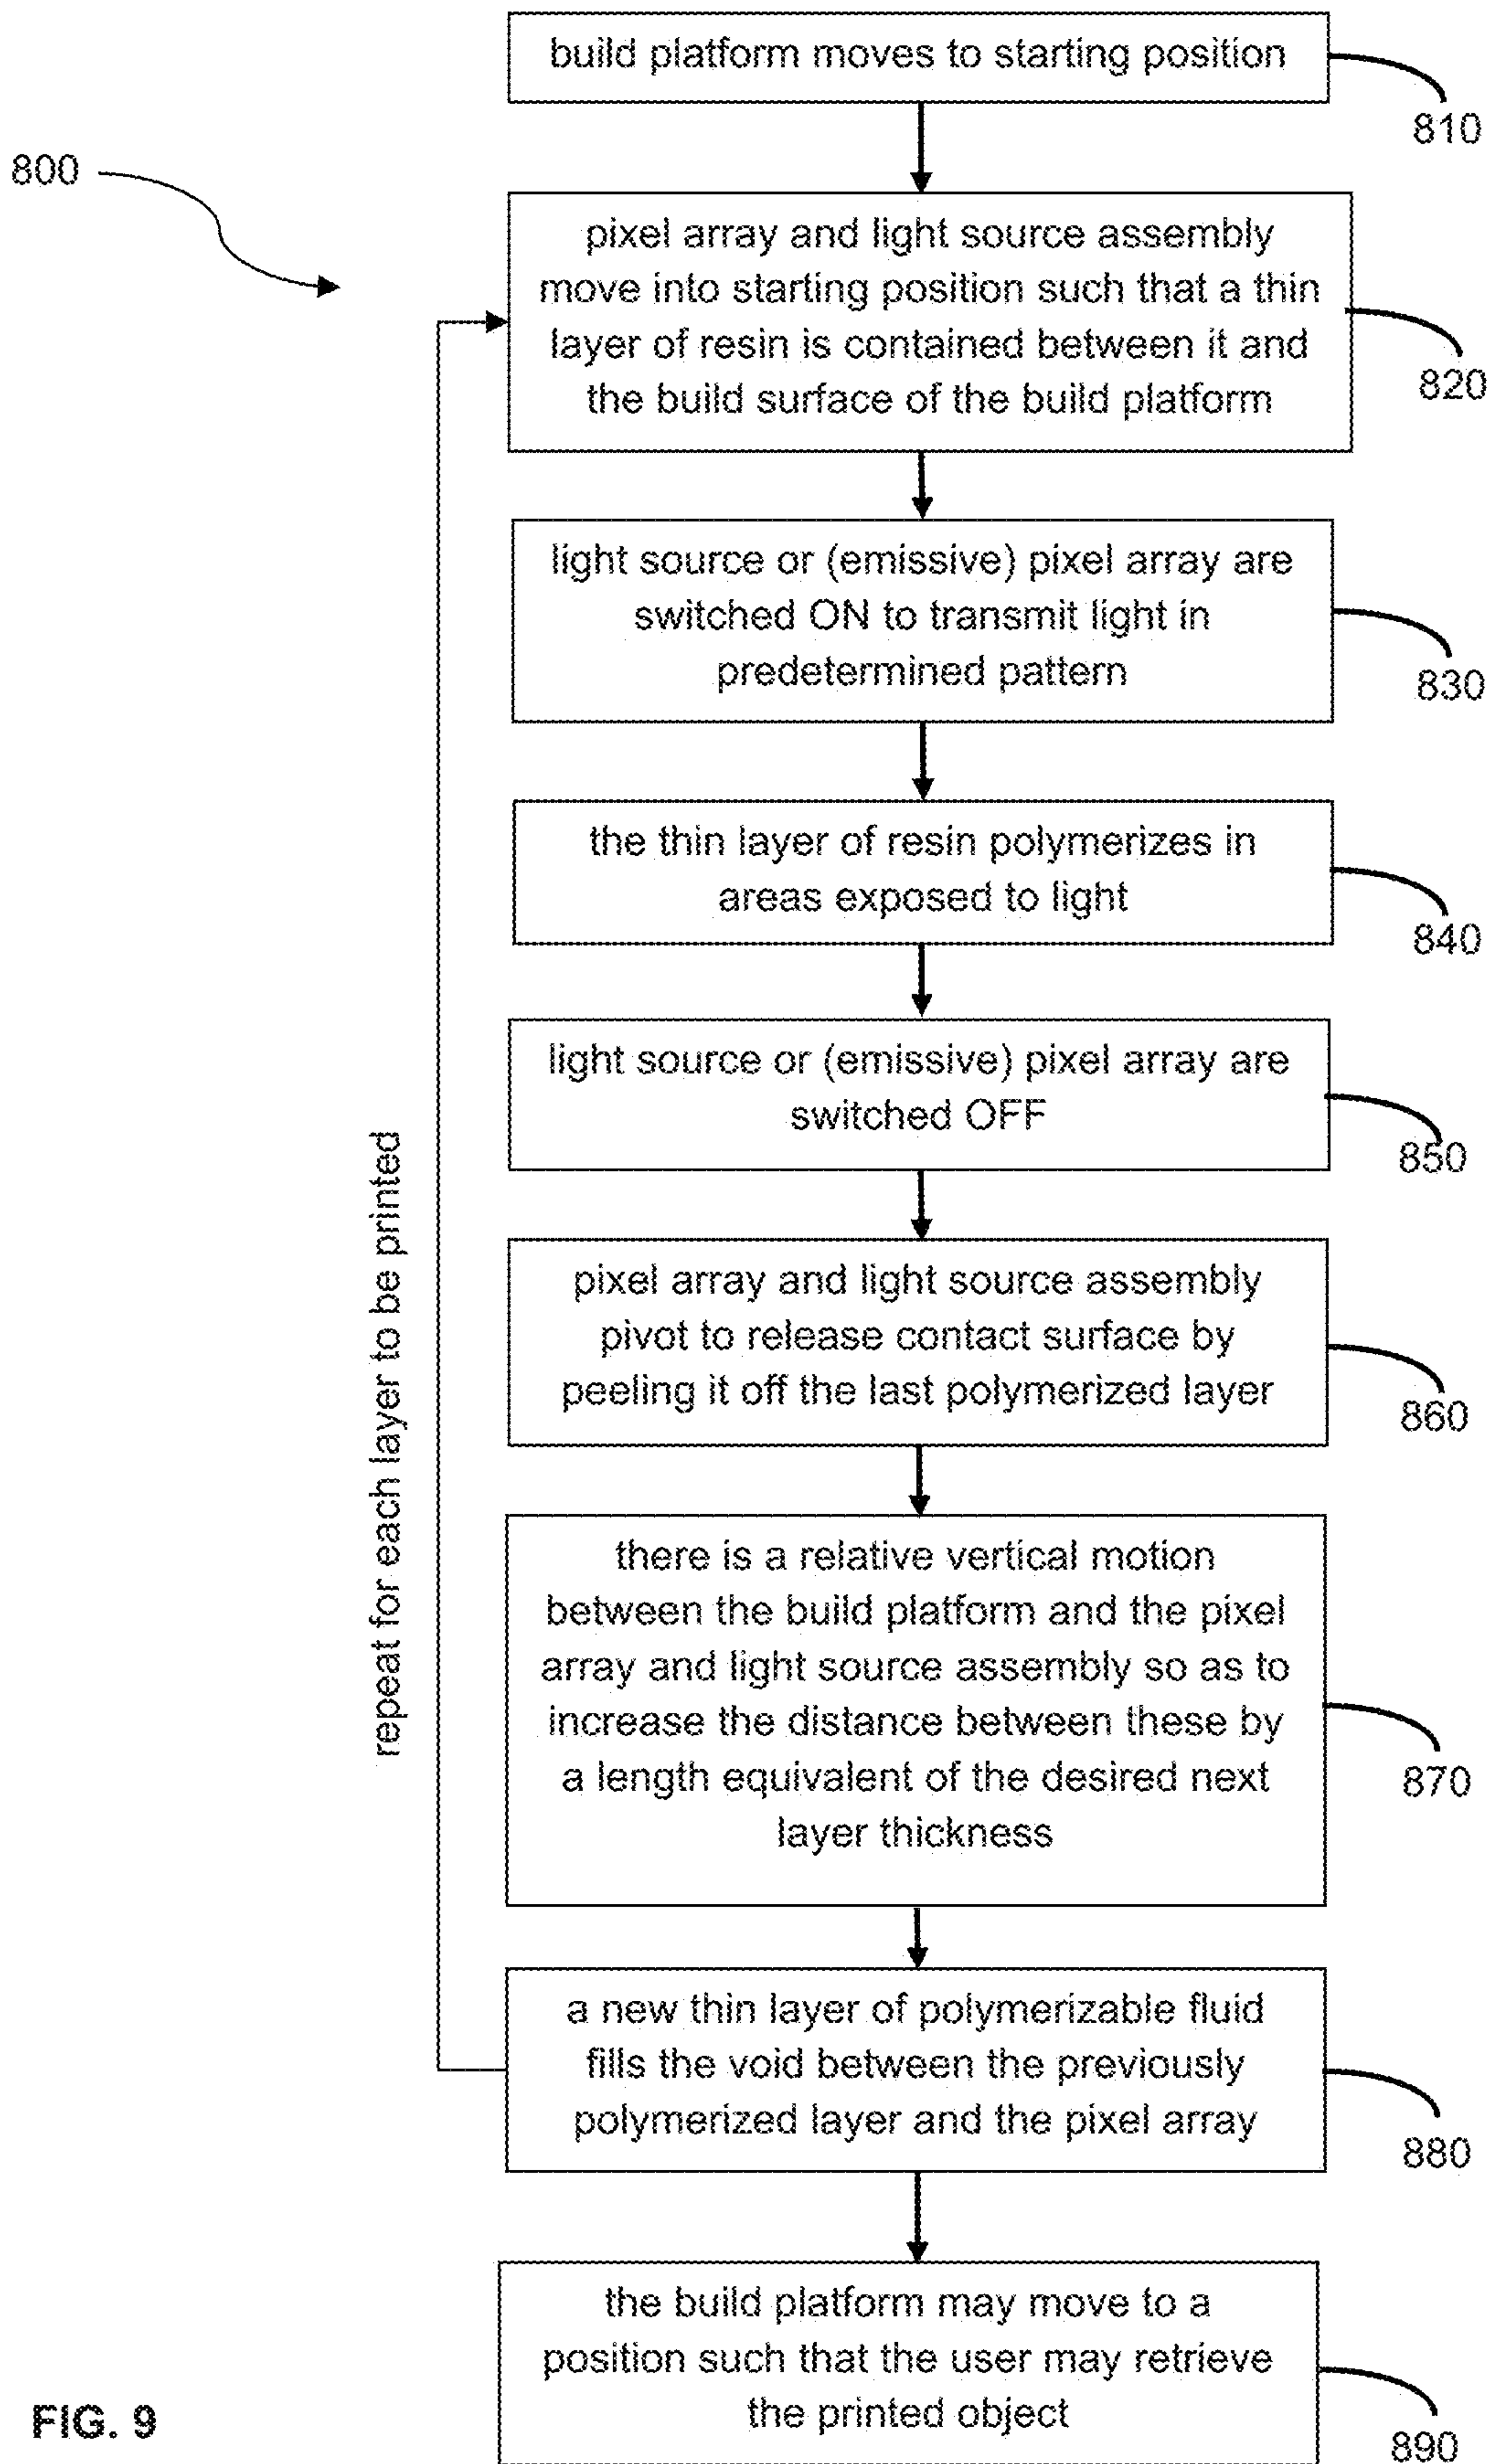 build platform moves to starting position
810
800
pixel array and light source assembly
move into starting position such that a thin
layer of resin is contained between it and
the build surface of the build platform
820
light source or (emissive) pixel array are
switched ON to transmit light in
predetermined pattern
830
the thin layer of resin polymerizes in
areas exposed to light
840
light source or (emissive) pixel array are
switched OFF
850
repeat for each layer to be printed
pixel array and light source assembly
pivot to release contact surface by
peeling it off the last polymerized layer
860
there is a relative vertical motion
between the build platform and the pixel
array and light source assembly so as to
increase the distance between these by
a length equivalent of the desired next
layer thickness
870
a new thin layer of polymerizable fluid
fills the void between the previously
polymerized layer and the pixel array
880
the build platform may move to a
position such that the user may retrieve
the printed object
890
FIG. 9